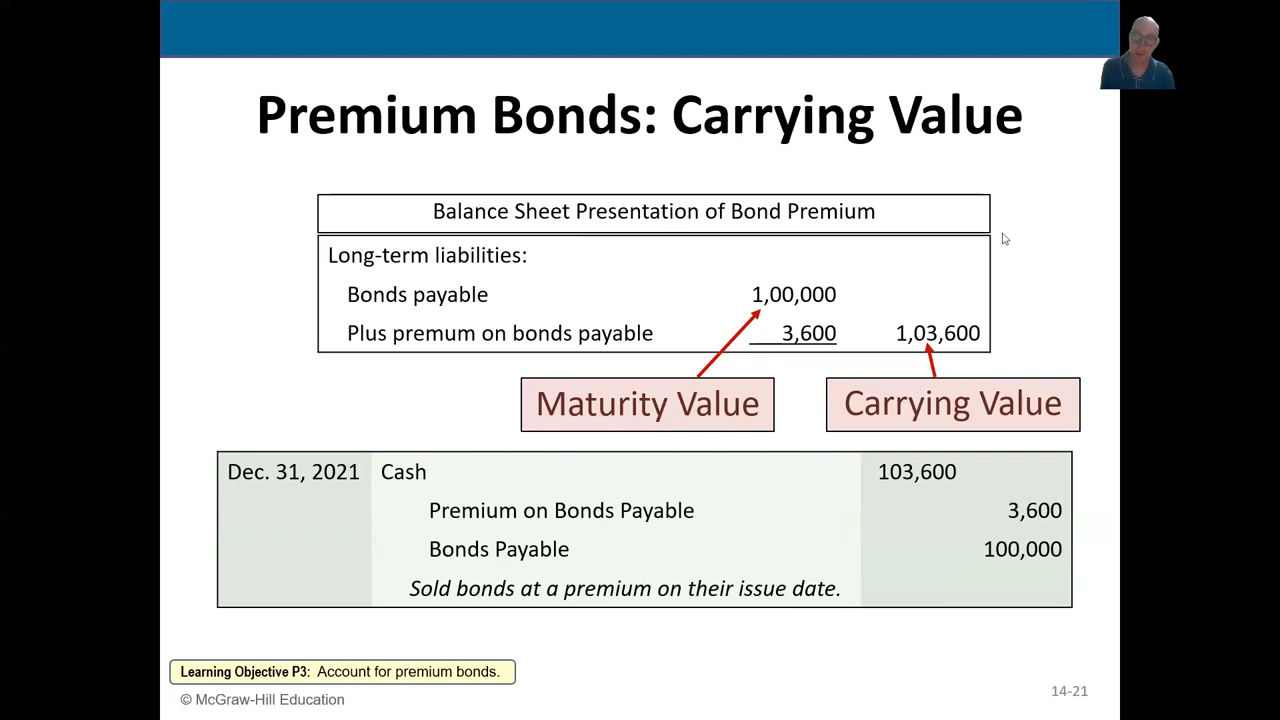 Premium Bonds: Carrying Value
Balance Sheet Presentation of Bond Premium
Long-term liabilities:
Bonds payable 1,00,000
Plus premum on bonds payable 3,600 1,03,600
Maturity Value Carrying Value
Dec. 31, 2021 Cash 103,600
Premium on Bonds Payable 3,600
Bonds Payable 100,000
Sold bonds at a premium on their issue date.
Learning Objective P3: Account for premium bonds.
© McGraw-Hill Education 14-21